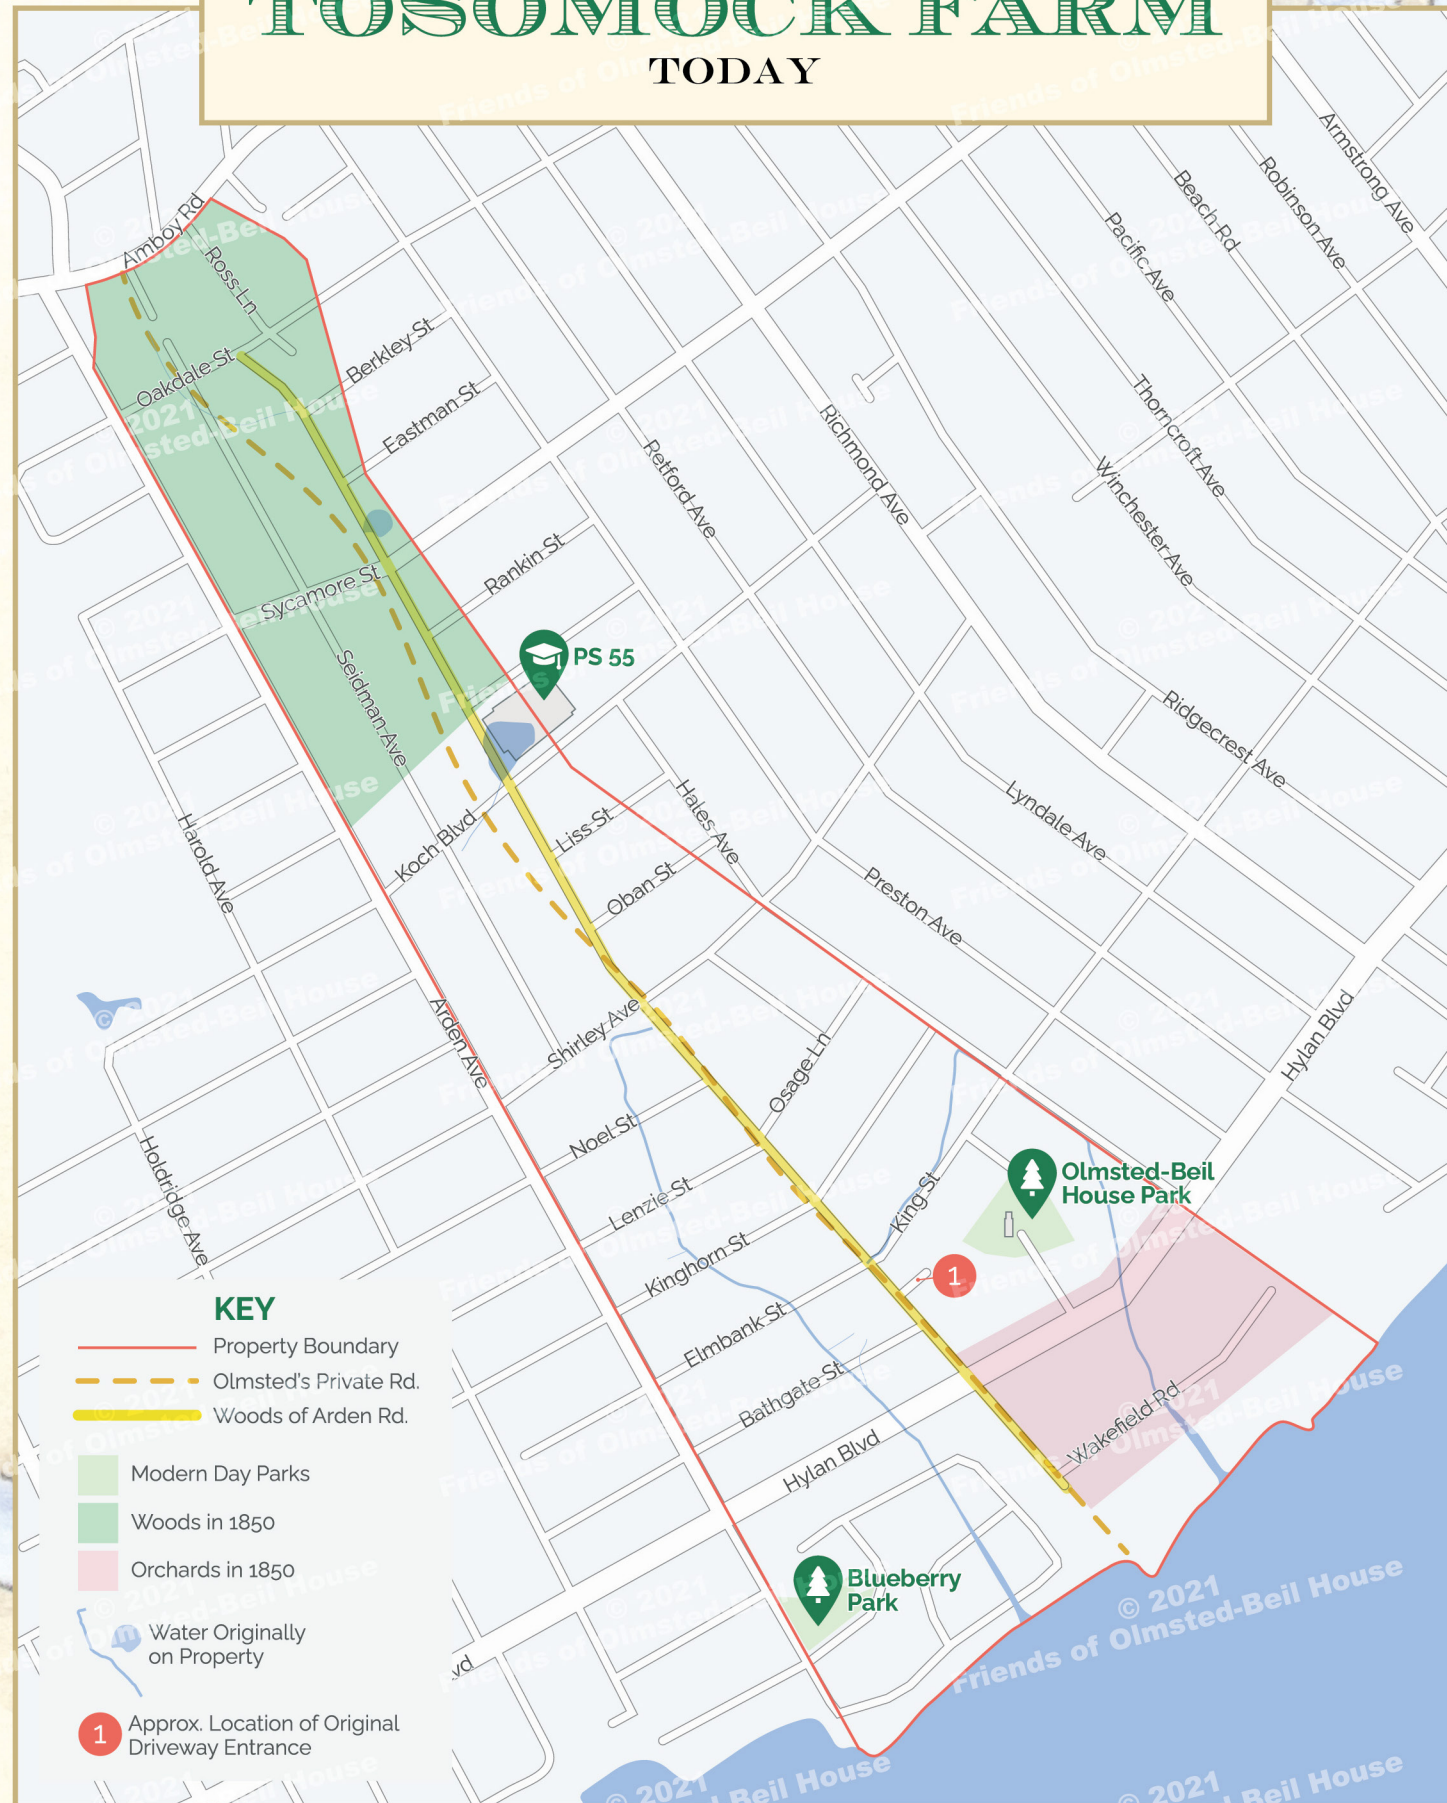 TOSOMOCK FARM
TODAY
Armstrong Ave
Robinson Ave
Beach Rd
Pacific Ave
Amboy Rd
Ross Ln
Berkley St
Oakdale St
Eastman St
Thorncroft Ave
Richmond Ave
Retford Ave
Winchester Ave
Rankin St
Sycamore St
PS 55
Seidman Ave
Ridgecrest Ave
Hales Ave
Lyndale Ave
Liss St
Koch Blvd
Harold Ave
Oban St
Preston Ave
Hylan Blvd
Arden Ave
Shirley Ave
Osage Ln
Noel St
Holdridge Ave
Olmsted-Beil
House Park
Lenzie St
King St
Kinghorn St
1
Elmbank St
Bathgate St
Wakefield Rd
Hylan Blvd
Blueberry
Park
vd
KEY
Property Boundary
Olmsted's Private Rd.
Woods of Arden Rd.
Modern Day Parks
Woods in 1850
Orchards in 1850
Water Originally
on Property
1
Approx. Location of Original
Driveway Entrance
© 2021
Friends of Olmsted-Beil House